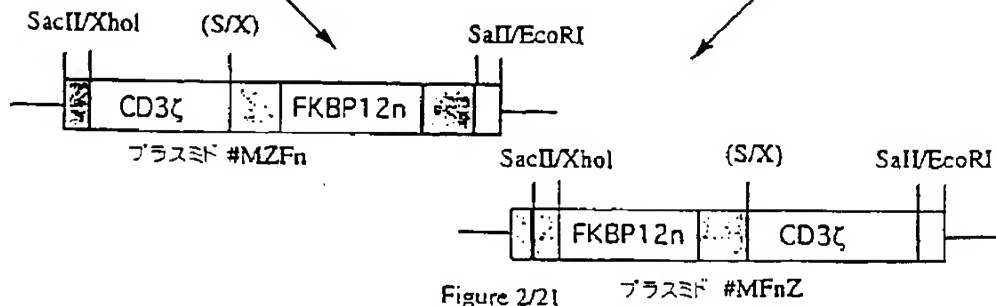 SacII/XhoI (S/X) SalI/EcoRI
CD3ζ FKBP12n
プラスミド #MZFn
SacII/XhoI (S/X) SalI/EcoRI
FKBP12n CD3ζ
Figure 2/21 プラスミド #MFnZ